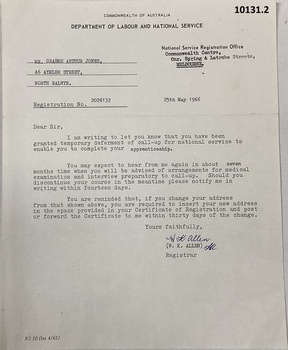 10131.2
COMMONWEALTH OF AUSTRALIA
DEPARTMENT OF LABOUR AND NATIONAL SERVICE
National Service Registration Office
Commonwealth Centre,
Cnr. Spring & Latrobe Streets,
MELBOURNE.
MR. GRAEME ARTHUR JONES,
46 AYELER STREET,
NORTH BALWYN.
Registration No. 2026132
25th May 1966
Dear Sir,
I am writing to let you know that you have been
granted temporary deferment of call-up for national service to
enable you to complete your apprenticeship.
You may expect to hear from me again in about seven
months time when you will be advised of arrangements for medical
examination and interview preparatory to call-up. Should you
discontinue your course in the meantime please notify me in
writing within fourteen days.
You are reminded that, if you change your address
from that shown above, you are required to insert your new address
in the space provided in your Certificate of Registration and post
or forward the Certificate to me within thirty days of the change.
Yours faithfully,
W K Allen
(W. K. ALLEN)
Registrar